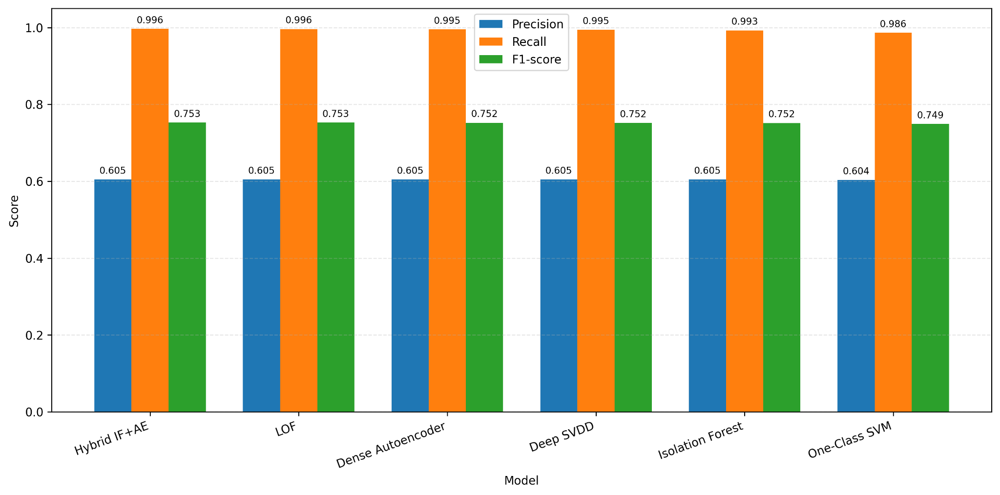 0.996 0.996 0.995 0.995 0.993 0.986
Precision
Recall
F1-score
0.753 0.753 0.752 0.752 0.752 0.749
0.605 0.605 0.605 0.605 0.605 0.604
1.0
0.8
0.6
0.4
0.2
0.0
Score
Hybrid IF+AE
LOF
Dense Autoencoder
Deep SVDD
Isolation Forest
One-Class SVM
Model